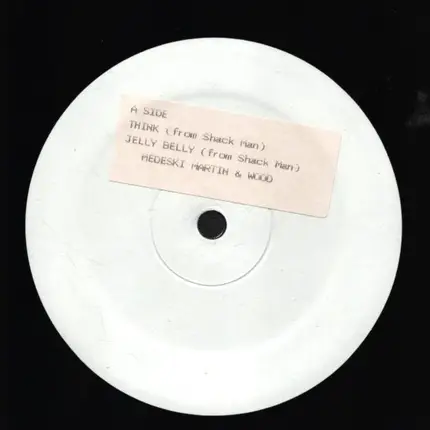 A SIDE
THINK (from Shack Man)
JELLY BELLY (from Shack Man)
MEDESKI MARTIN & WOOD